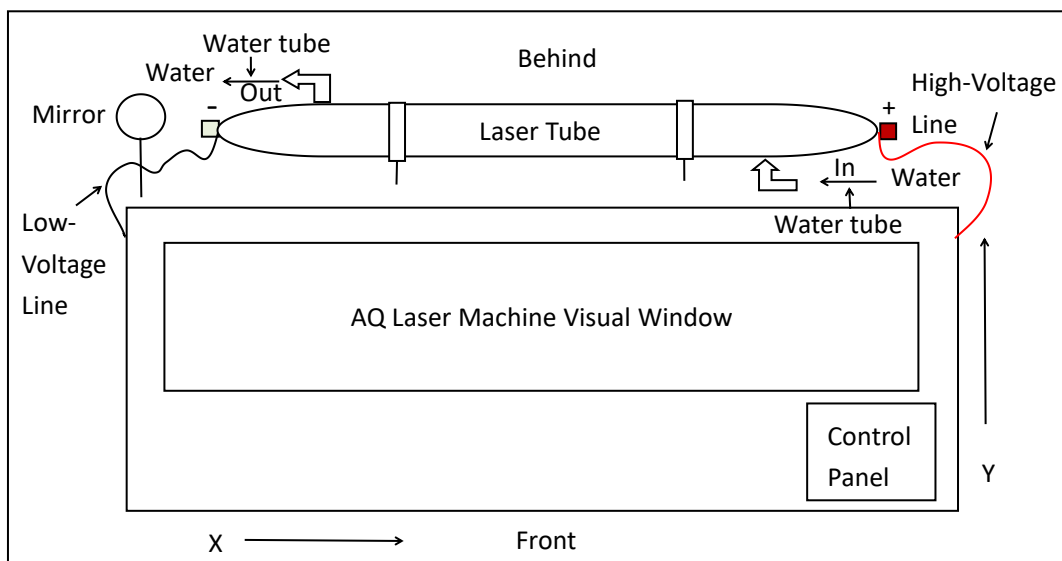 Water tube
Behind
Water
Out
High-Voltage
Line
Mirror
-
+
Laser Tube
In
Water
Low-
Voltage
Line
Water tube
AQ Laser Machine Visual Window
Control
Panel
Y
X
Front